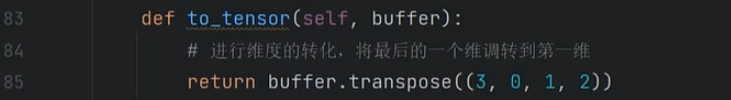 83 def to_tensor(self, buffer):
84 # 进行维度的转化，将最后的一个维调转到第一维
85 return buffer.transpose((3, 0, 1, 2))